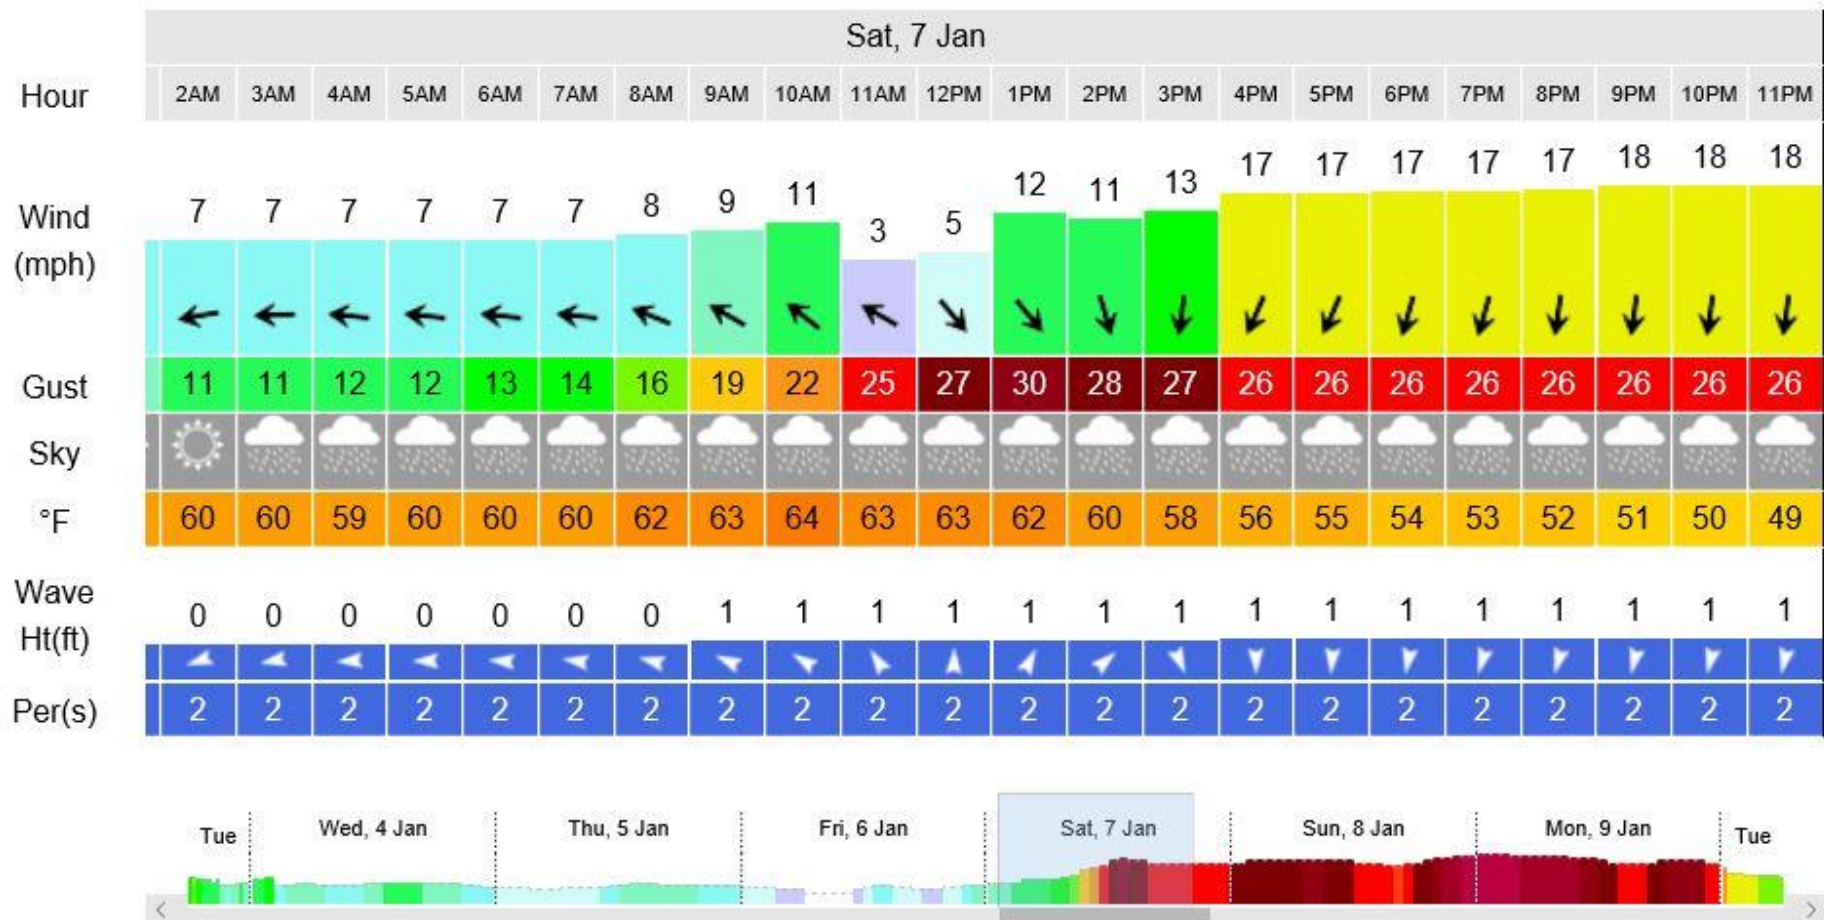 Sat, 7 Jan
Hour 2AM 3AM 4AM 5AM 6AM 7AM 8AM 9AM 10AM 11AM 12PM 1PM 2PM 3PM 4PM 5PM 6PM 7PM 8PM 9PM 10PM 11PM
Wind 7 7 7 7 7 7 8 9 11 3 5 12 11 13 17 17 17 17 17 18 18 18
(mph)
Gust 11 11 12 12 13 14 16 19 22 25 27 30 28 27 26 26 26 26 26 26 26 26
Sky
°F 60 60 59 60 60 60 62 63 64 63 63 62 60 58 56 55 54 53 52 51 50 49
Wave
Ht(ft) 0 0 0 0 0 0 0 1 1 1 1 1 1 1 1 1 1 1 1 1 1 1
Per(s) 2 2 2 2 2 2 2 2 2 2 2 2 2 2 2 2 2 2 2 2 2 2
Tue Wed, 4 Jan Thu, 5 Jan Fri, 6 Jan Sat, 7 Jan Sun, 8 Jan Mon, 9 Jan Tue